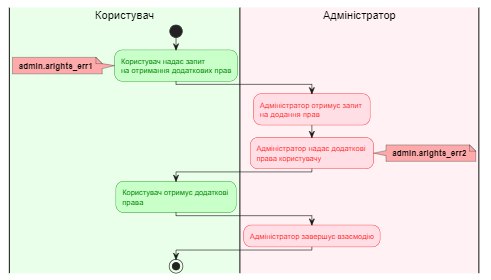 Користувач
Адміністратор
admin.arights_err1
Користувач надає запит
на отримання додаткових прав
Адміністратор отримує запит
на додання прав
Адміністратор надає додаткові
права користувачу
admin.arights_err2
Користувач отримує додаткові
права
Адміністратор завершує взаємодію